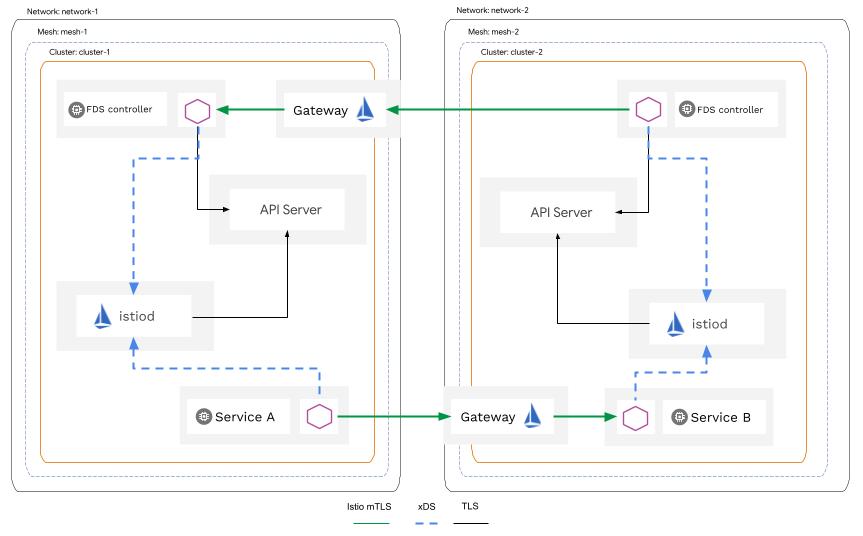 Network: network-1
Mesh: mesh-1
Cluster: cluster-1
FDS controller
Gateway
API Server
istiod
Service A
Network: network-2
Mesh: mesh-2
Cluster: cluster-2
FDS controller
API Server
istiod
Gateway
Service B
Istio mTLS
xDS
TLS